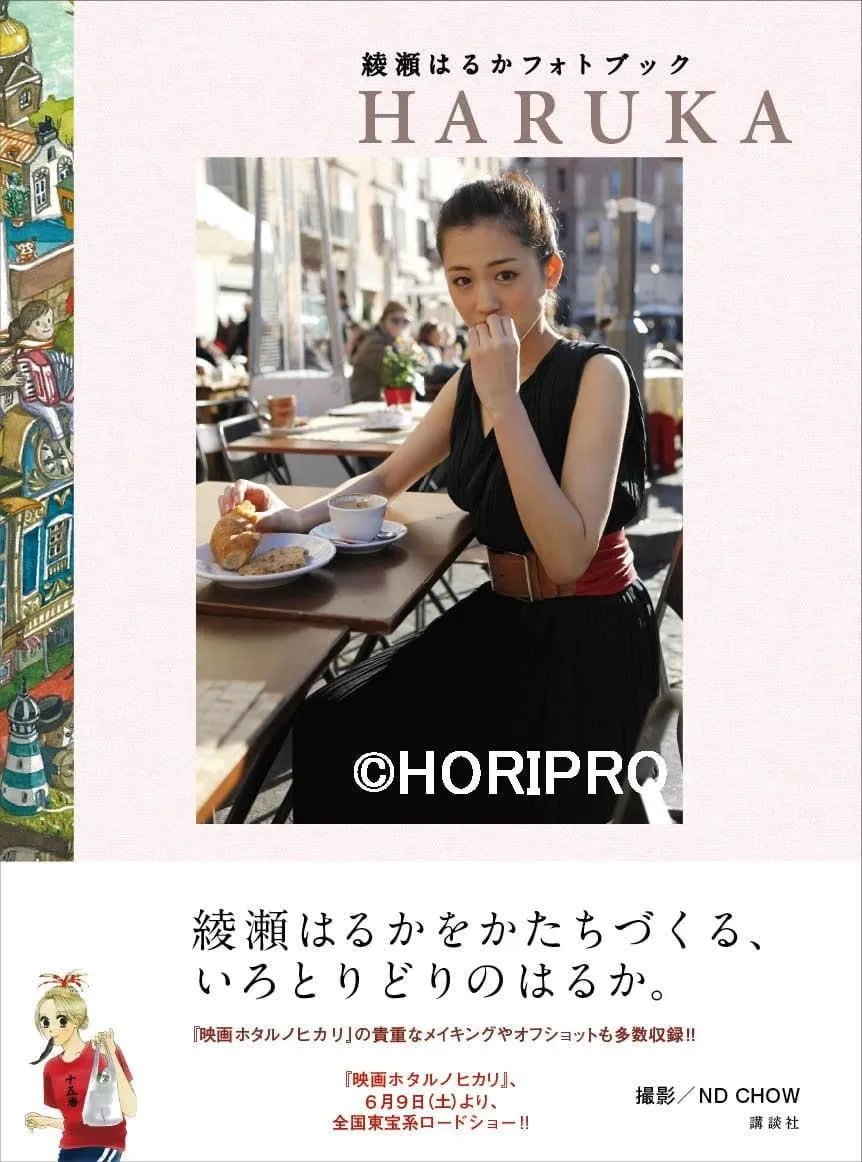 綾瀬はるかフォトブック
HARUKA
©HORIPRO
綾瀬はるかをかたちづくる、
いろとりどりのはるか。
『映画ホタルノヒカリ』の貴重なメイキングやオフショットも多数収録!!
『映画ホタルノヒカリ』、
6月9日(土)より、
全国東宝系ロードショー!!
十五番
撮影／ND CHOW
講談社